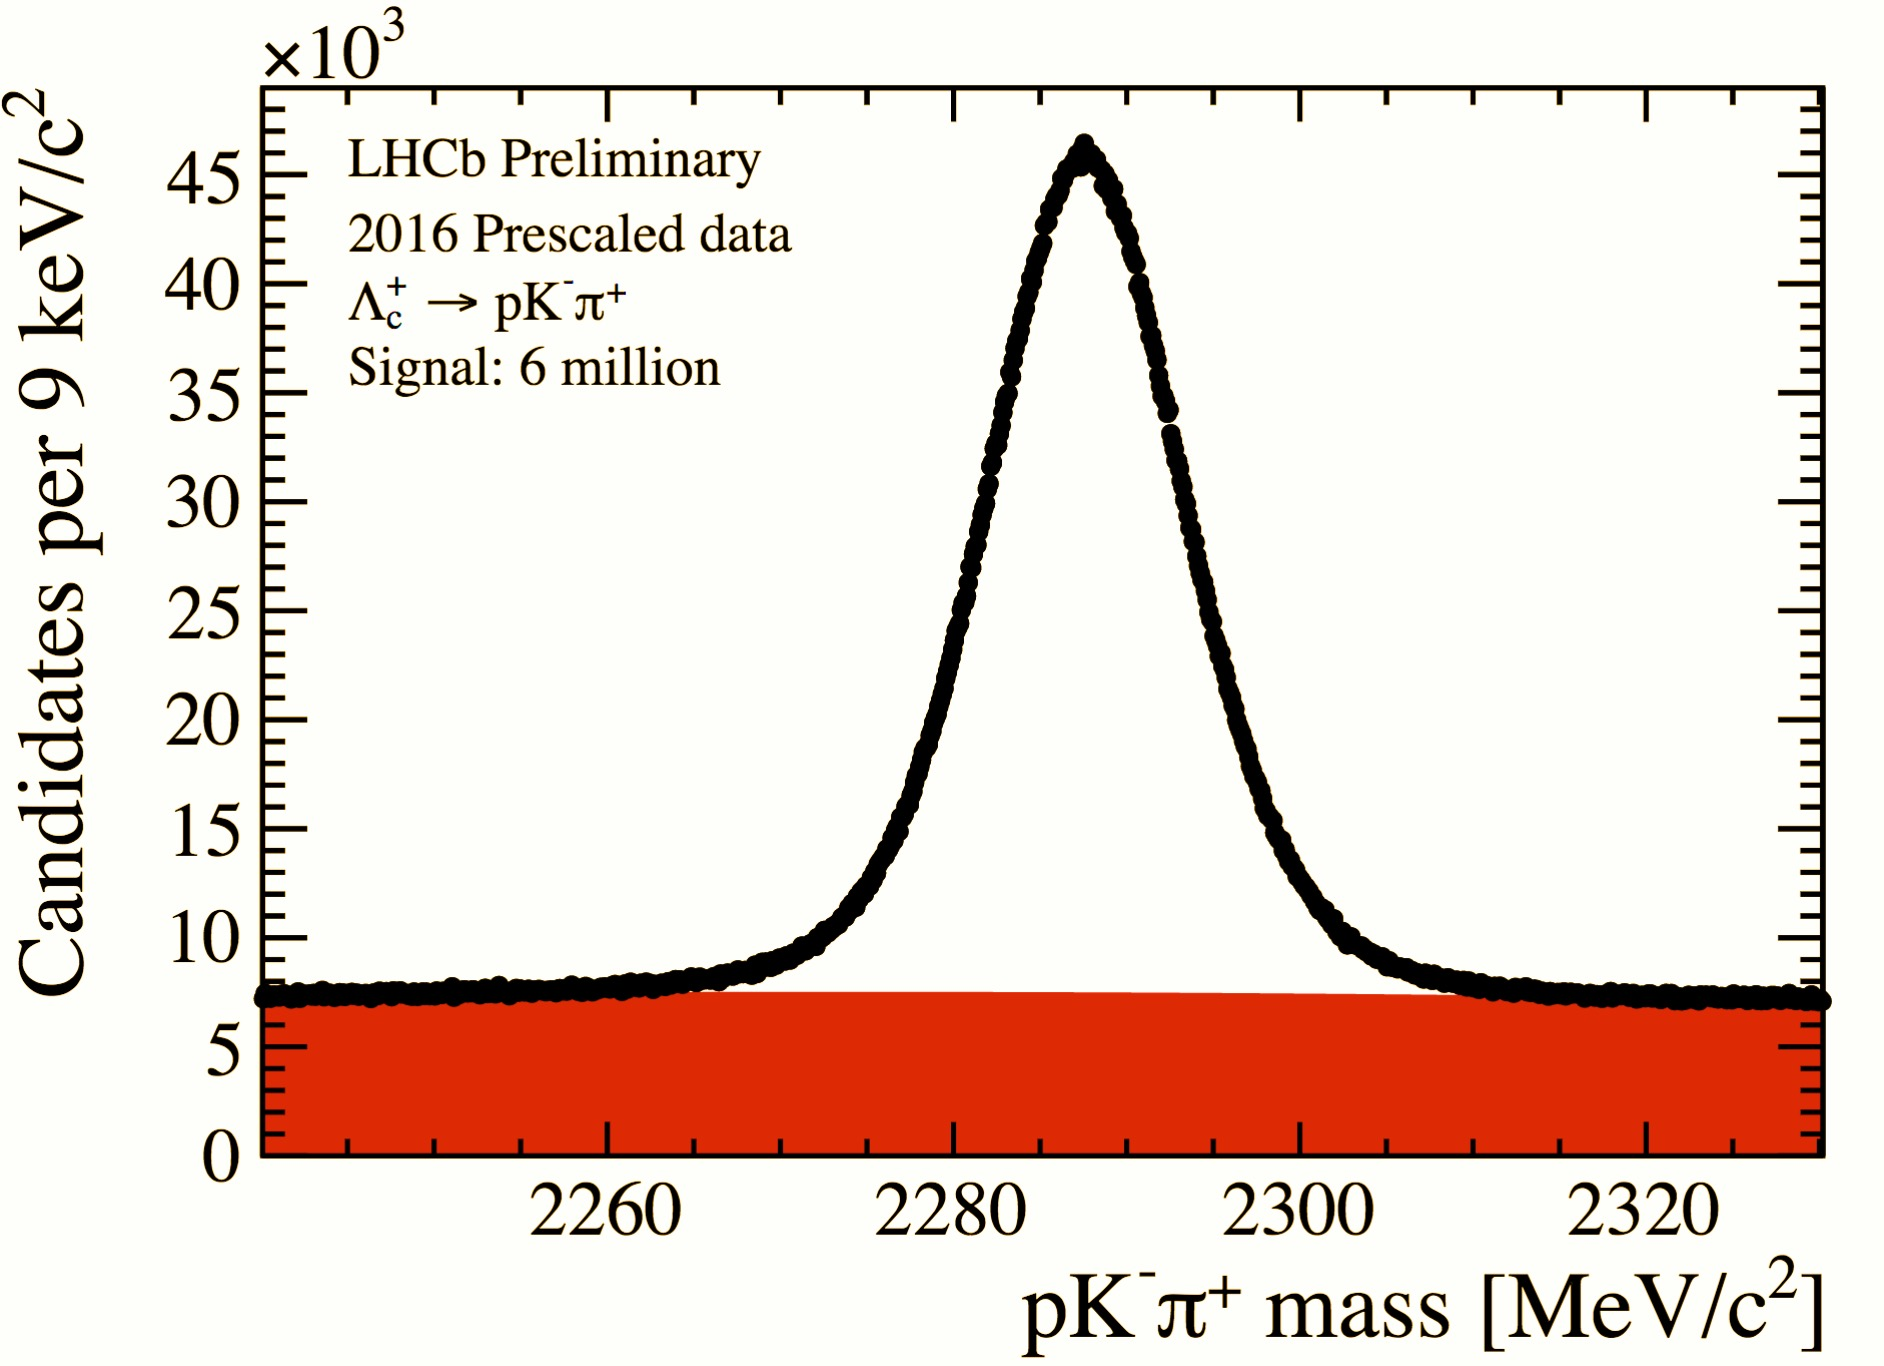 ×10³
Candidates per 9 keV/c²
45
40
35
30
25
20
15
10
5
0
LHCb Preliminary
2016 Prescaled data
Λc⁺ → pK⁻π⁺
Signal: 6 million
2260 2280 2300 2320
pK⁻π⁺ mass [MeV/c²]